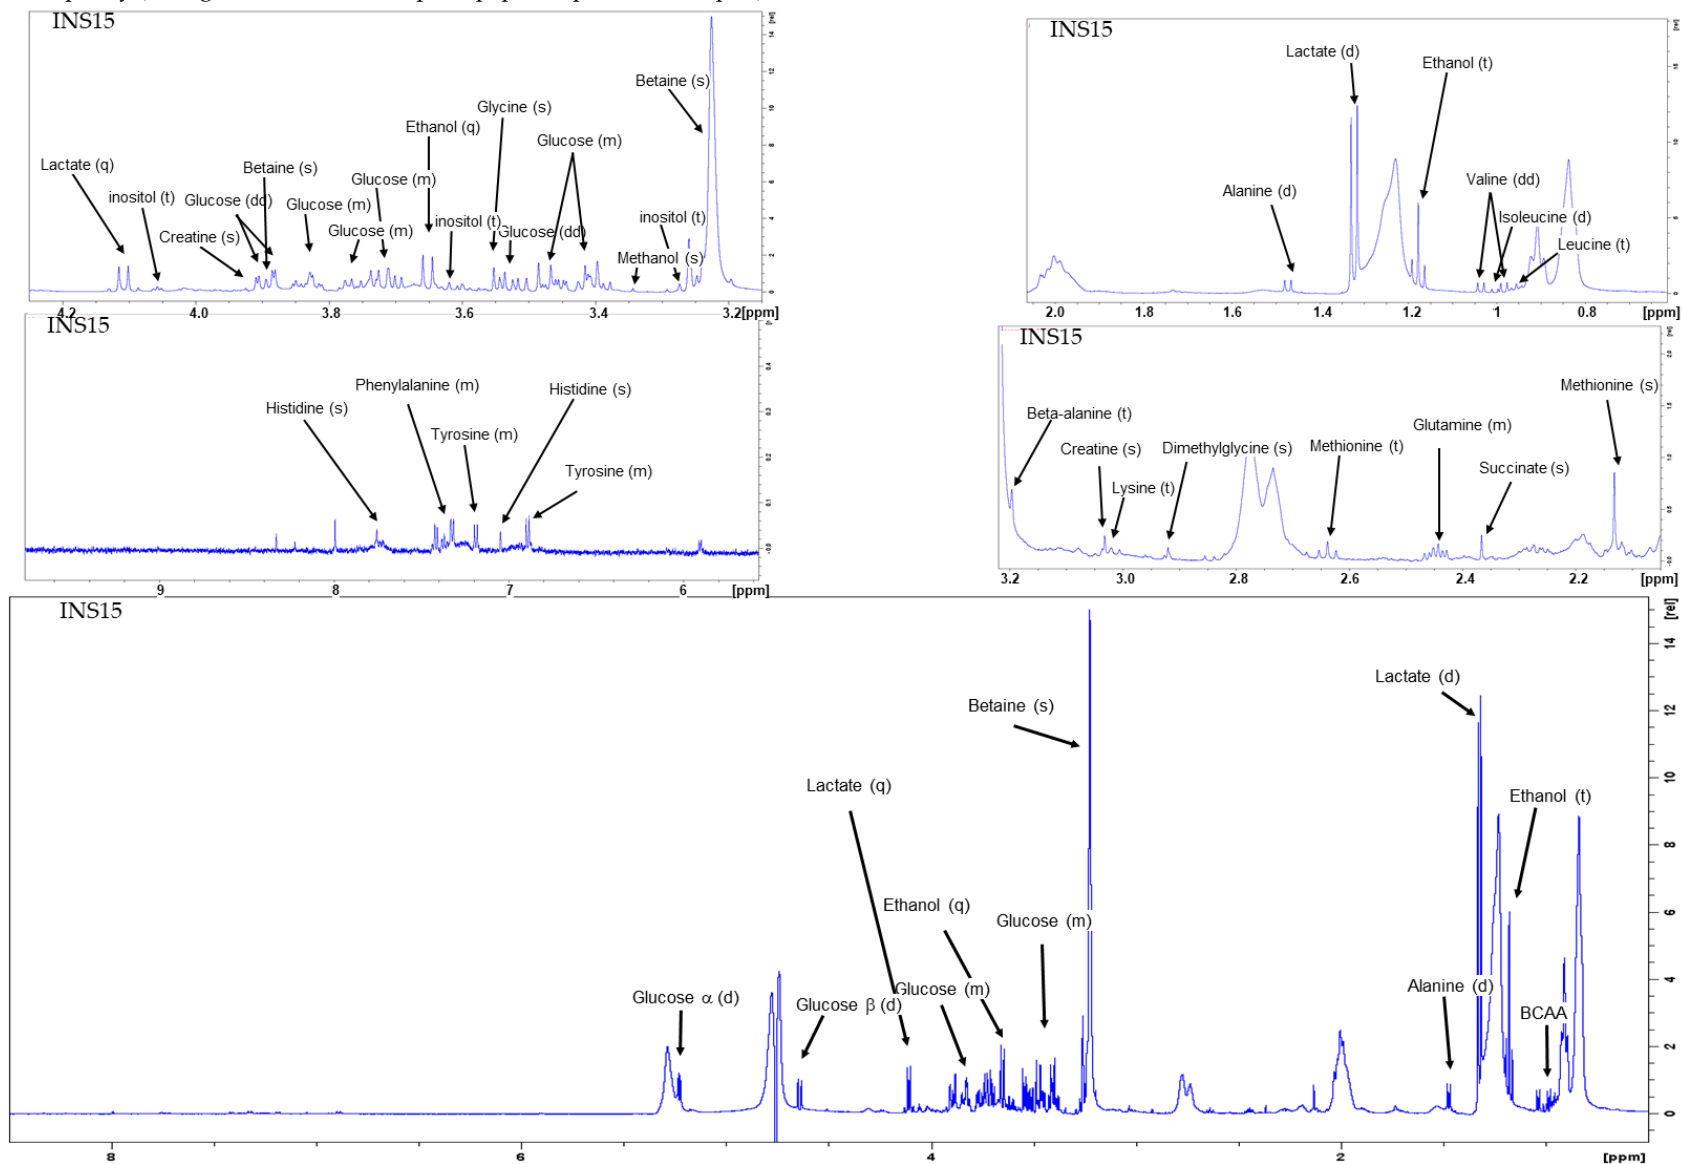 INS15
Betaine (s)
Glycine (s)
Ethanol (q)
Glucose (m)
Lactate (q)
Betaine (s)
inositol (t)
Glucose (dd)
Glucose (m)
Glucose (m)
Creatine (s)
Glucose (m)
inositol (t)
Glucose (dd)
inositol (t)
Methanol (s)
4.2 4.0 3.8 3.6 3.4 3.2 [ppm]
INS15
Lactate (d)
Ethanol (t)
Alanine (d)
Valine (dd)
Isoleucine (d)
Leucine (t)
2.0 1.8 1.6 1.4 1.2 1 0.8 [ppm]
INS15
Phenylalanine (m)
Histidine (s)
Histidine (s)
Tyrosine (m)
Tyrosine (m)
9 8 7 6 [ppm]
INS15
Methionine (s)
Beta-alanine (t)
Glutamine (m)
Creatine (s)
Dimethylglycine (s)
Methionine (t)
Succinate (s)
Lysine (t)
3.2 3.0 2.8 2.6 2.4 2.2 [ppm]
INS15
[rel]
Lactate (d)
Betaine (s)
Lactate (q)
Ethanol (t)
Ethanol (q)
Glucose (m)
Glucose α (d)
Glucose β (d)
Glucose (m)
Alanine (d)
BCAA
14
12
10
8
6
4
2
0
8 6 4 2 [ppm]